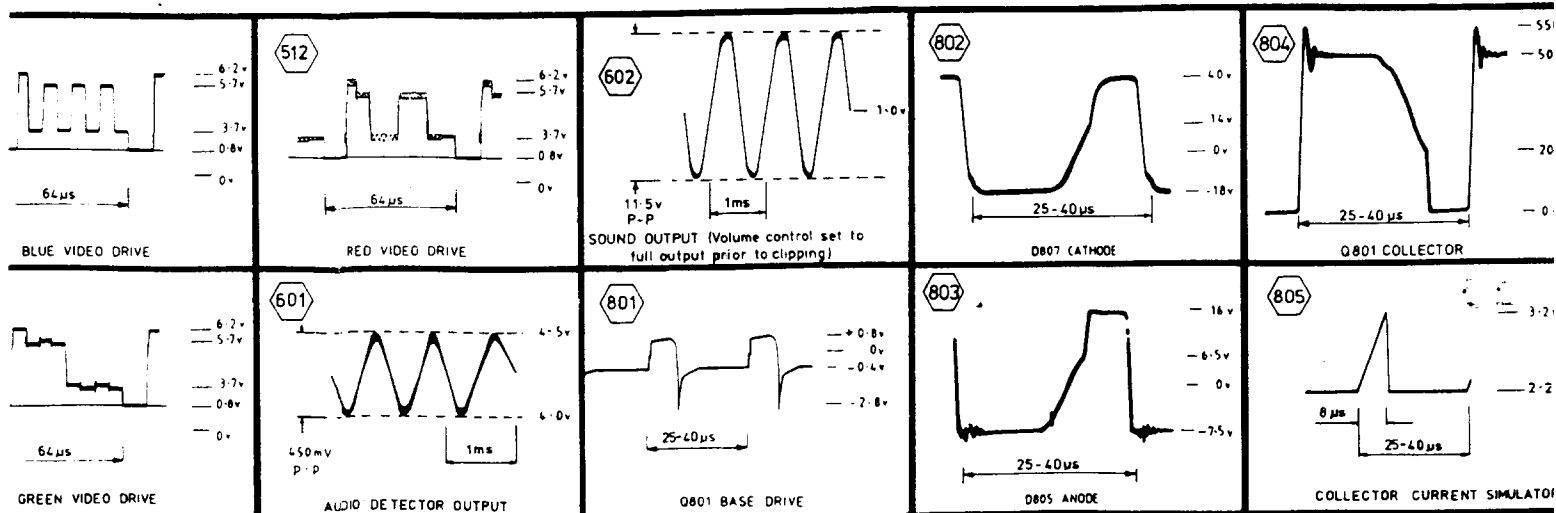 6·2v
5·7v
3·7v
0·8v
0v
64µs
BLUE VIDEO DRIVE
512
6·2v
5·7v
3·7v
0·8v
0v
64µs
RED VIDEO DRIVE
602
1·0v
11·5v
P-P
1ms
SOUND OUTPUT (Volume control set to
full output prior to clipping)
802
40v
14v
0v
-18v
25-40µs
D807 CATHODE
804
50
20
0
25-40µs
Q801 COLLECTOR
6·2v
5·7v
3·7v
0·8v
0v
64µs
GREEN VIDEO DRIVE
601
4·5v
4·0v
450mV
P-P
1ms
AUDIO DETECTOR OUTPUT
801
+0·8v
0v
-0·4v
-2·8v
25-40µs
Q801 BASE DRIVE
803
16v
6·5v
0v
-7·5v
25-40µs
D805 ANODE
805
3·2v
2·2
8µs
25-40µs
COLLECTOR CURRENT SIMULATOR